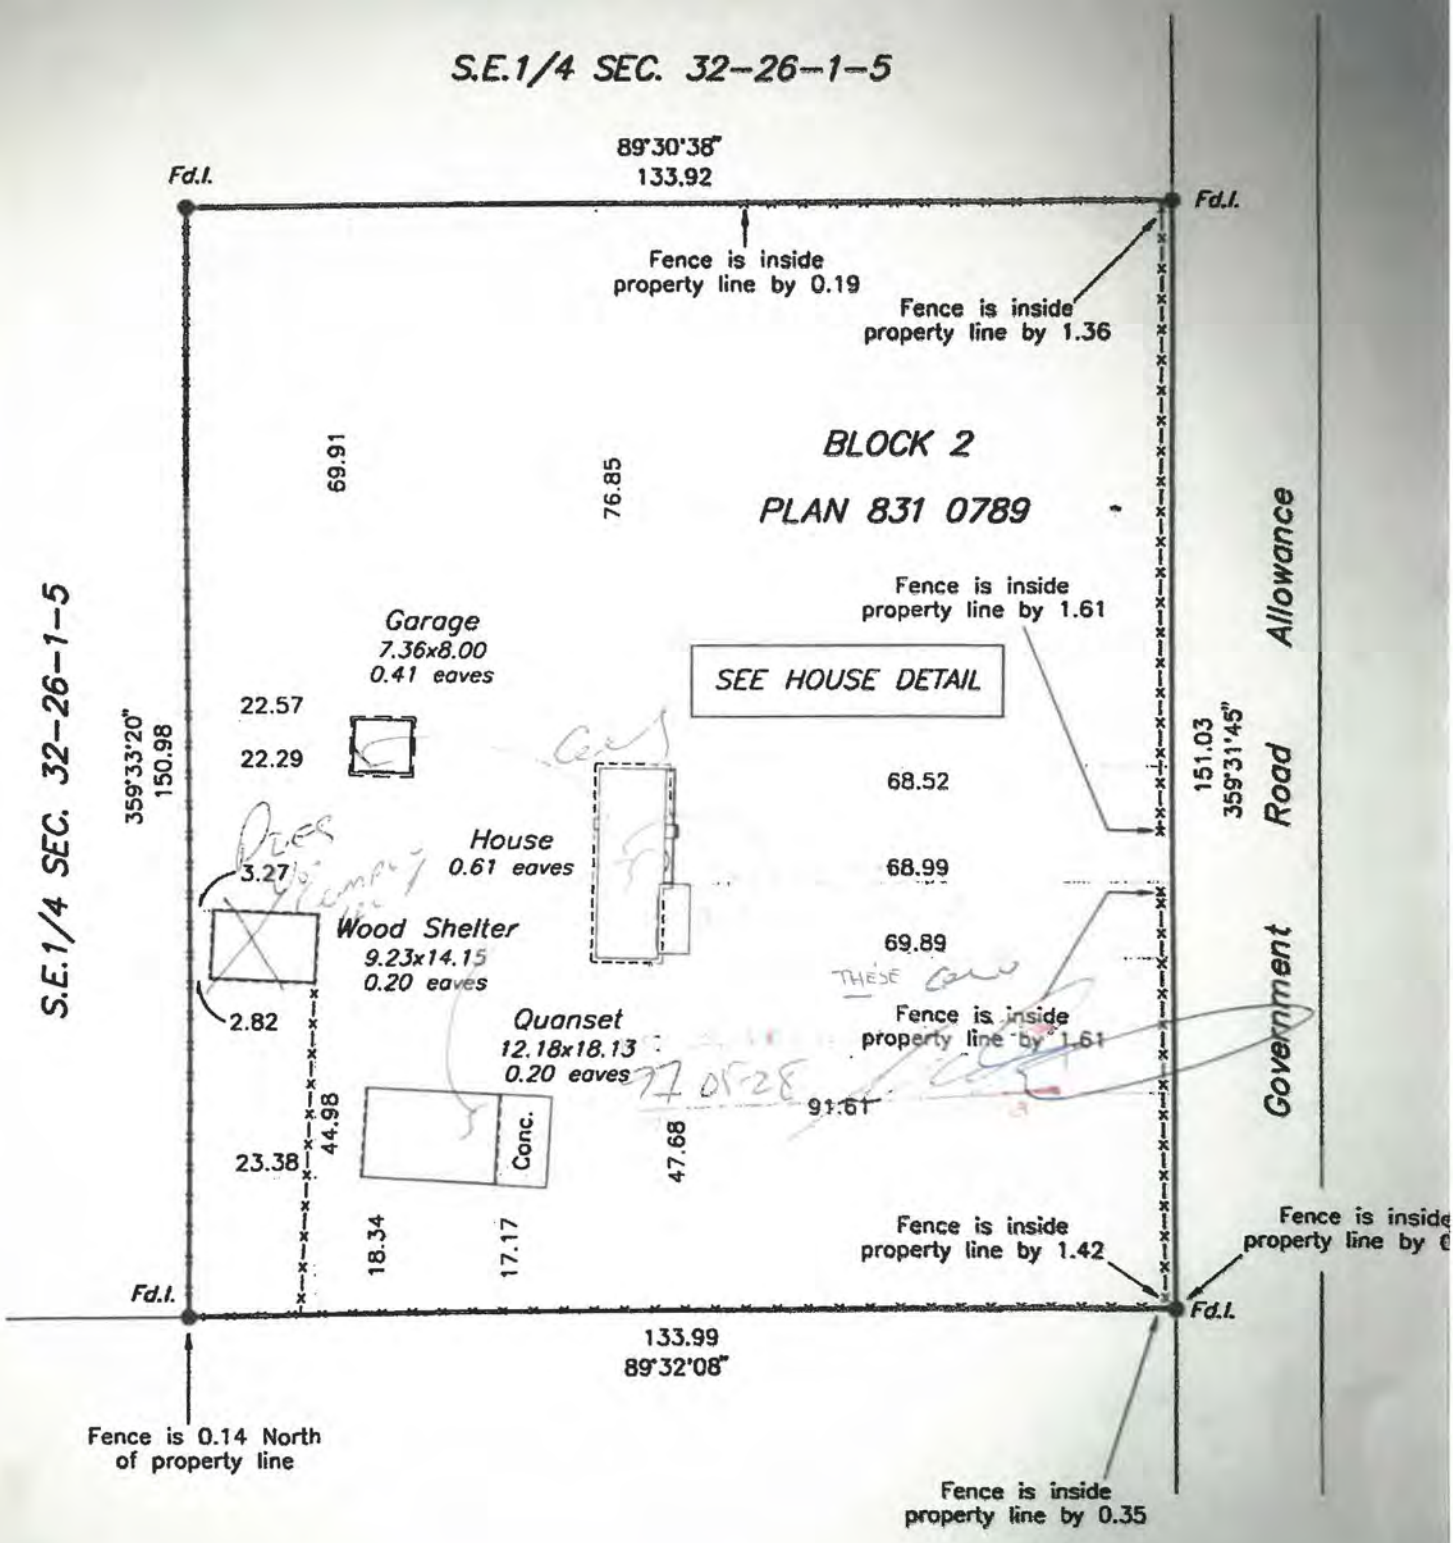 S.E.1/4 SEC. 32-26-1-5
89°30'38"
133.92
Fd.I.
Fd.I.
Fence is inside
property line by 0.19
Fence is inside
property line by 1.36
BLOCK 2
PLAN 831 0789
69.91
76.85
Fence is inside
property line by 1.61
Garage
7.36x8.00
0.41 eaves
SEE HOUSE DETAIL
22.57
22.29
S.E.1/4 SEC. 32-26-1-5
359°33'20"
150.98
68.52
151.03
359°31'45"
Government Road Allowance
House
0.61 eaves
68.99
3.27
Wood Shelter
9.23x14.15
0.20 eaves
69.89
THESE
2.82
Fence is inside
property line by 1.61
Quanset
12.18x18.13
0.20 eaves
91.61
44.98
Conc.
47.68
23.38
18.34
17.17
Fence is inside
property line by 1.42
Fence is inside
property line by
Fd.I.
Fd.I.
133.99
89°32'08"
Fence is 0.14 North
of property line
Fence is inside
property line by 0.35